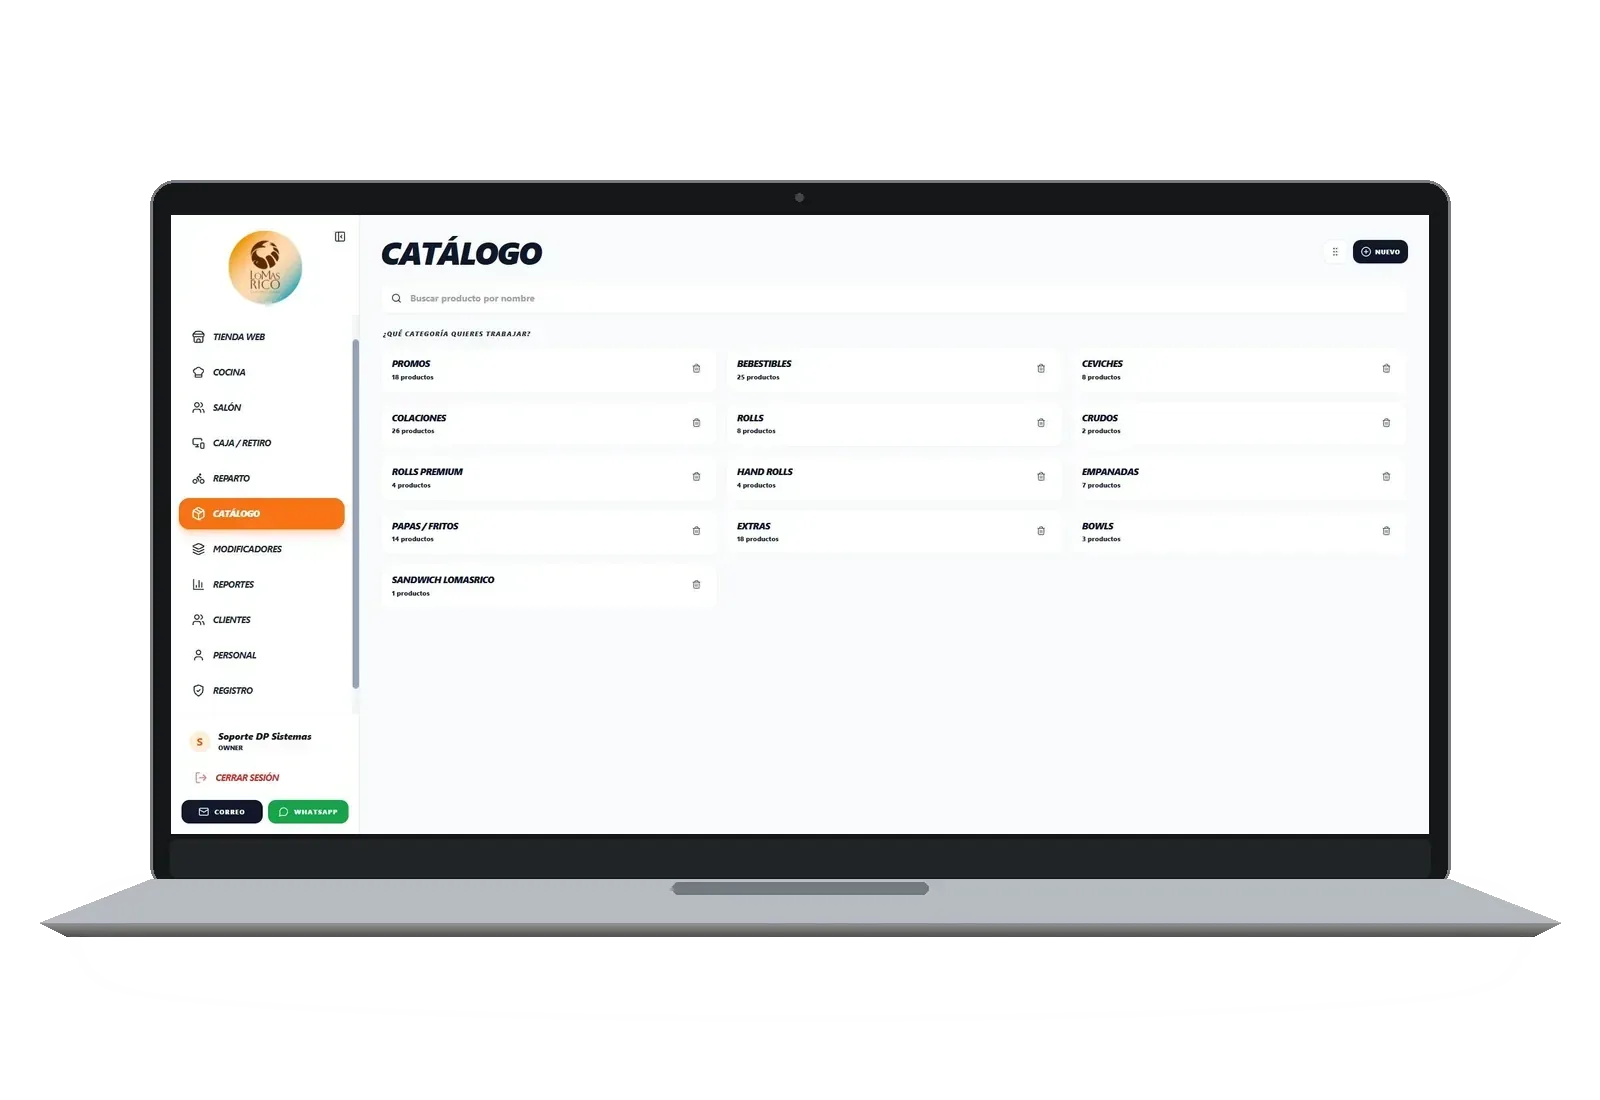 LoMas
RICO
TIENDA WEB
COCINA
SALÓN
CAJA / RETIRO
REPARTO
CATÁLOGO
MODIFICADORES
REPORTES
CLIENTES
PERSONAL
REGISTRO
S
Soporte DP Sistemas
OWNER
CERRAR SESIÓN
CORREO
WHATSAPP
CATÁLOGO
NUEVO
Buscar producto por nombre
¿QUÉ CATEGORÍA QUIERES TRABAJAR?
PROMOS
18 productos
BEBESTIBLES
25 productos
CEVICHES
8 productos
COLACIONES
26 productos
ROLLS
8 productos
CRUDOS
2 productos
ROLLS PREMIUM
4 productos
HAND ROLLS
4 productos
EMPANADAS
7 productos
PAPAS / FRITOS
14 productos
EXTRAS
18 productos
BOWLS
3 productos
SANDWICH LOMASRICO
1 productos